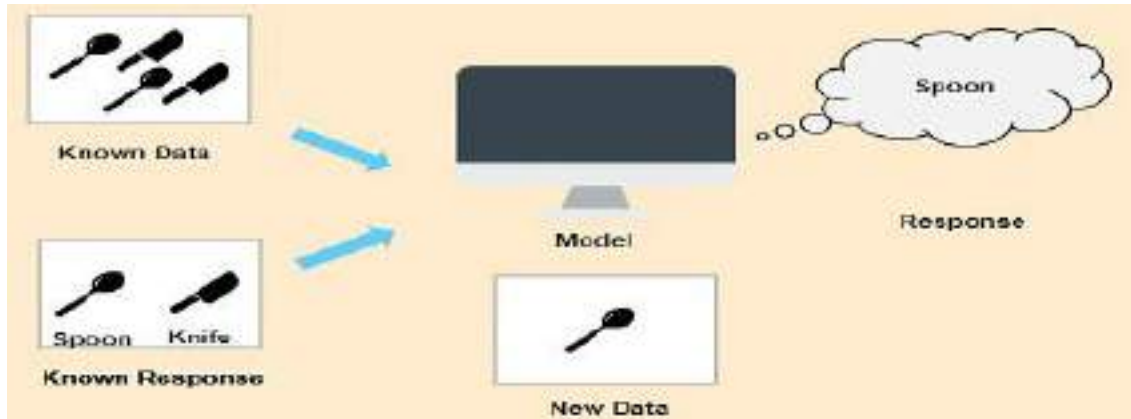 Known Data
Spoon Knife
Known Response
Model
New Data
Spoon
Response